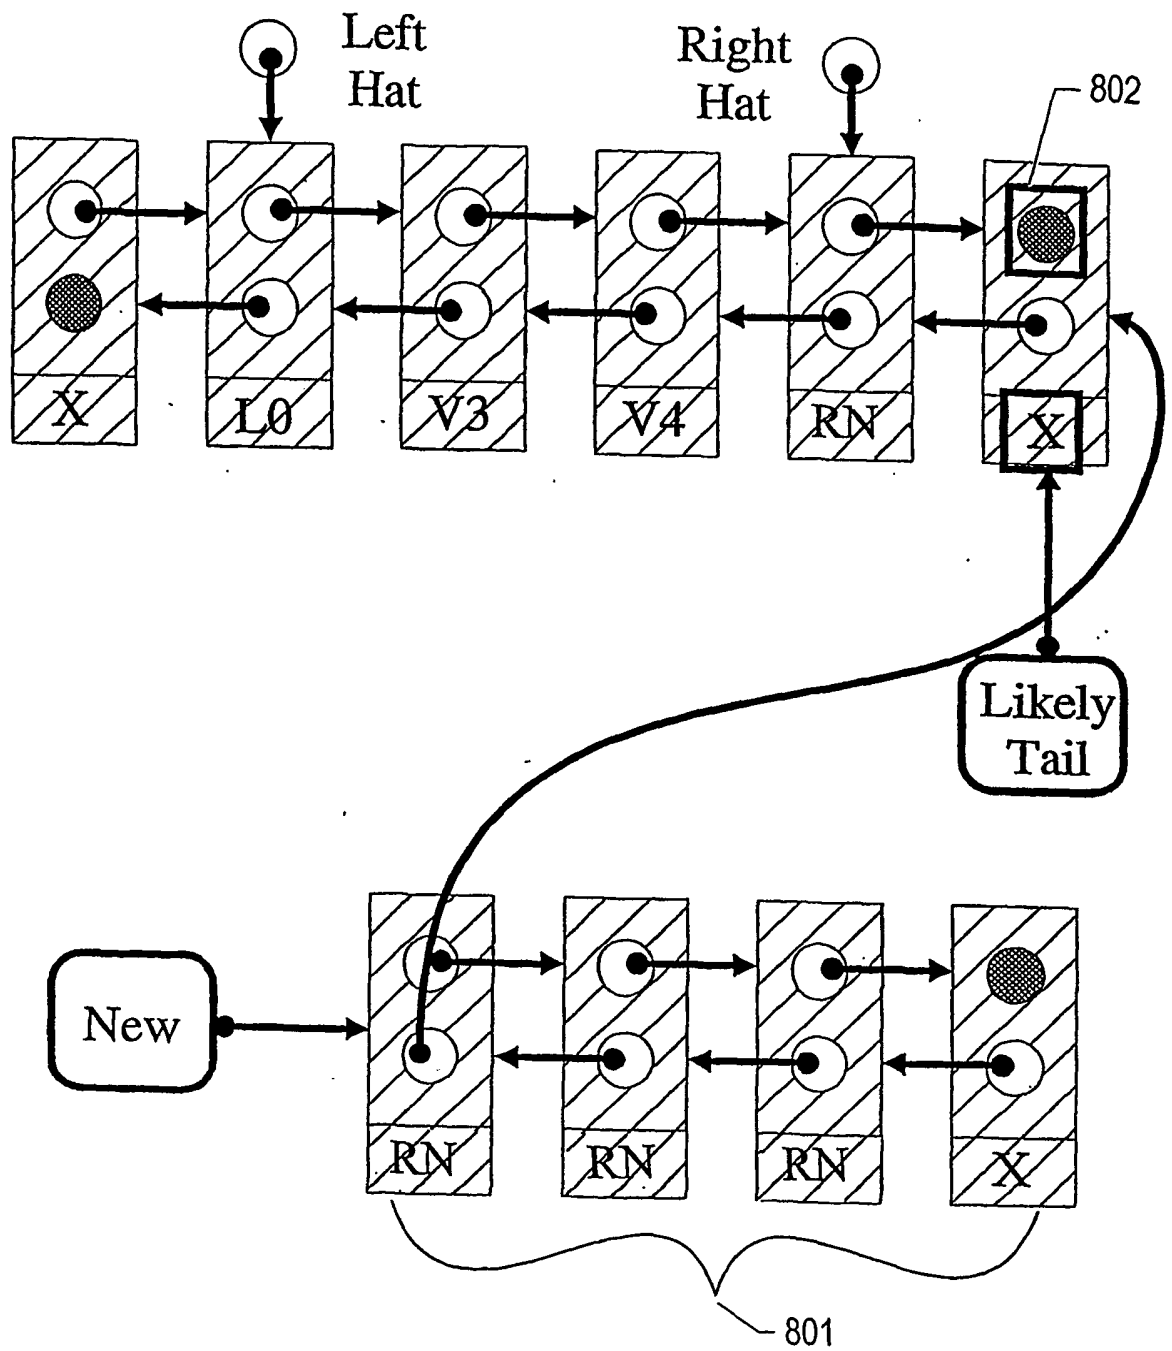 Left
Hat
Right
Hat
802
X
L0
V3
V4
RN
X
Likely
Tail
New
RN
RN
RN
X
801